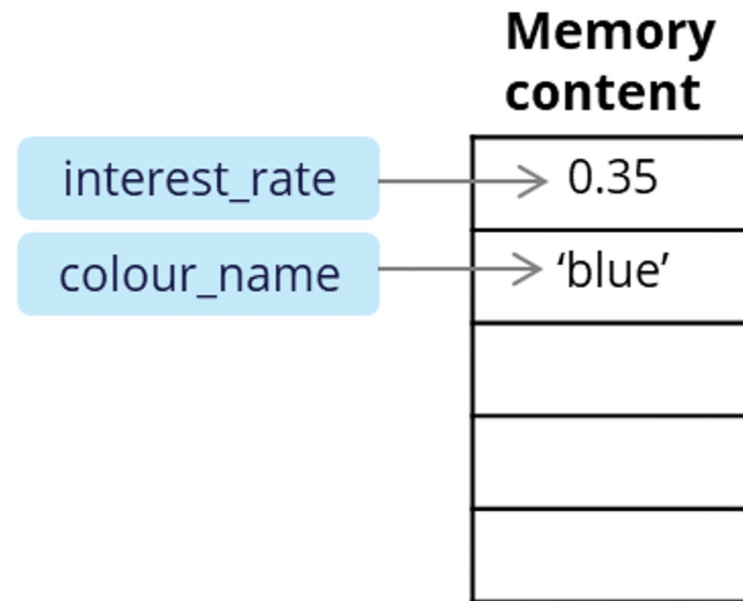 Memory
content
interest_rate
0.35
colour_name
‘blue’